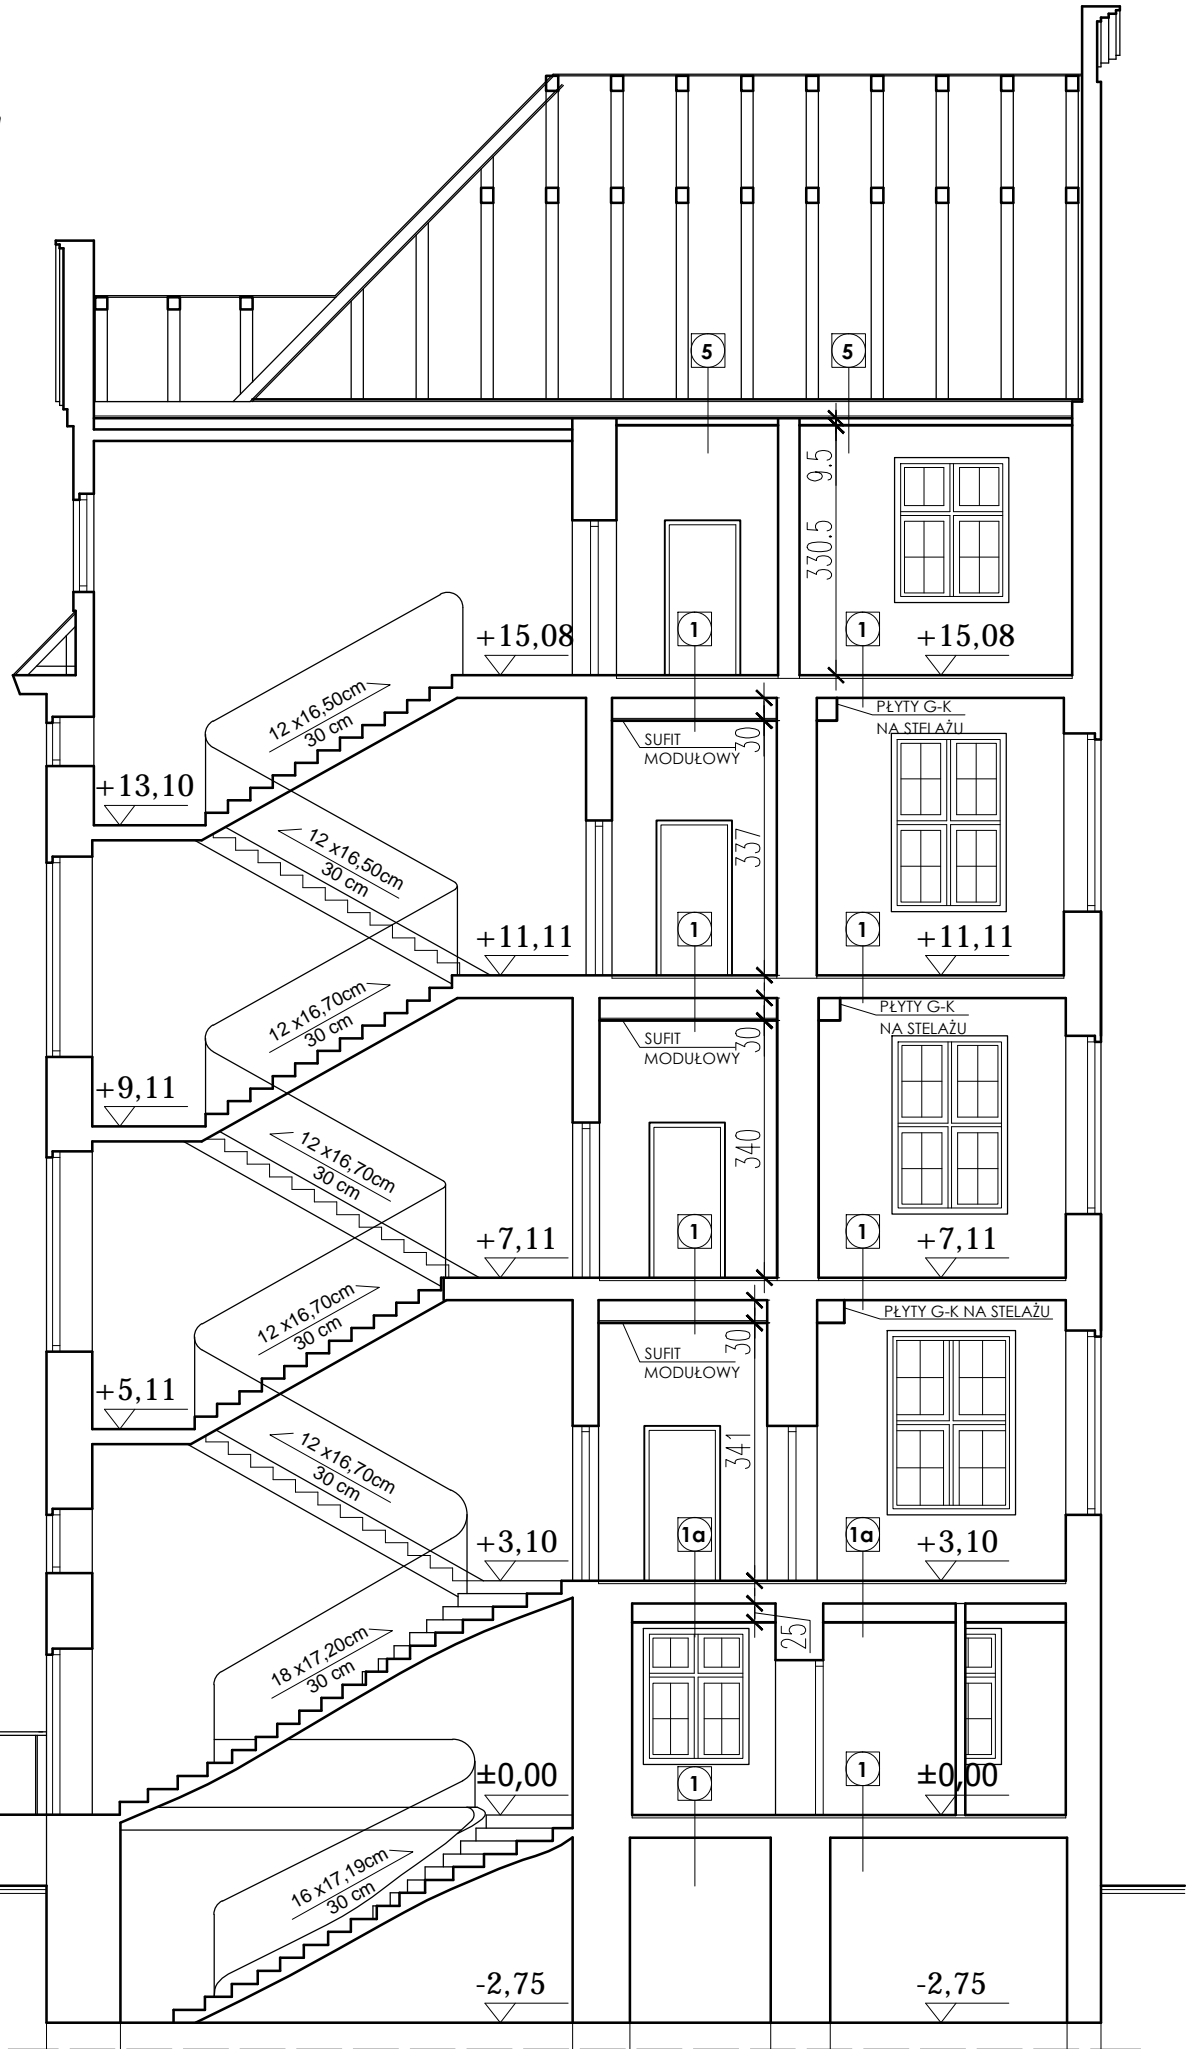 5
5
9.5
330.5
1
1
+15,08
+15,08
12 x16,50cm
30 cm
PŁYTY G-K
NA STELAŻU
SUFIT
MODUŁOWY
30
+13,10
12 x16,50cm
30 cm
337
1
1
+11,11
+11,11
12 x16,70cm
30 cm
PŁYTY G-K
NA STELAŻU
SUFIT
MODUŁOWY
30
+9,11
12 x16,70cm
30 cm
340
1
1
+7,11
+7,11
12 x16,70cm
30 cm
PŁYTY G-K NA STELAŻU
SUFIT
MODUŁOWY
30
+5,11
12 x16,70cm
30 cm
341
1a
1a
+3,10
+3,10
18 x17,20cm
30 cm
25
1
1
±0,00
±0,00
16 x17,19cm
30 cm
-2,75
-2,75